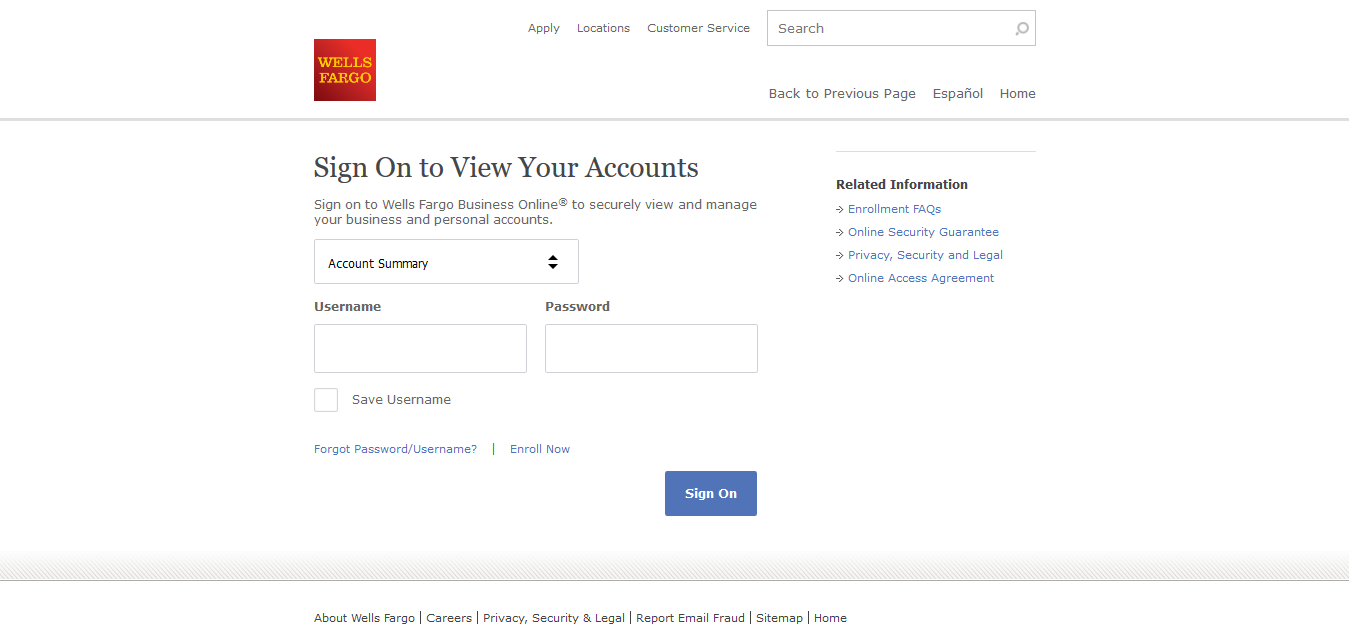 Apply Locations Customer Service Search
WELLS
FARGO
Back to Previous Page Español Home
Sign On to View Your Accounts
Sign on to Wells Fargo Business Online® to securely view and manage
your business and personal accounts.
Account Summary
Username Password
Save Username
Forgot Password/Username? | Enroll Now
Sign On
Related Information
Enrollment FAQs
Online Security Guarantee
Privacy, Security and Legal
Online Access Agreement
About Wells Fargo | Careers | Privacy, Security & Legal | Report Email Fraud | Sitemap | Home